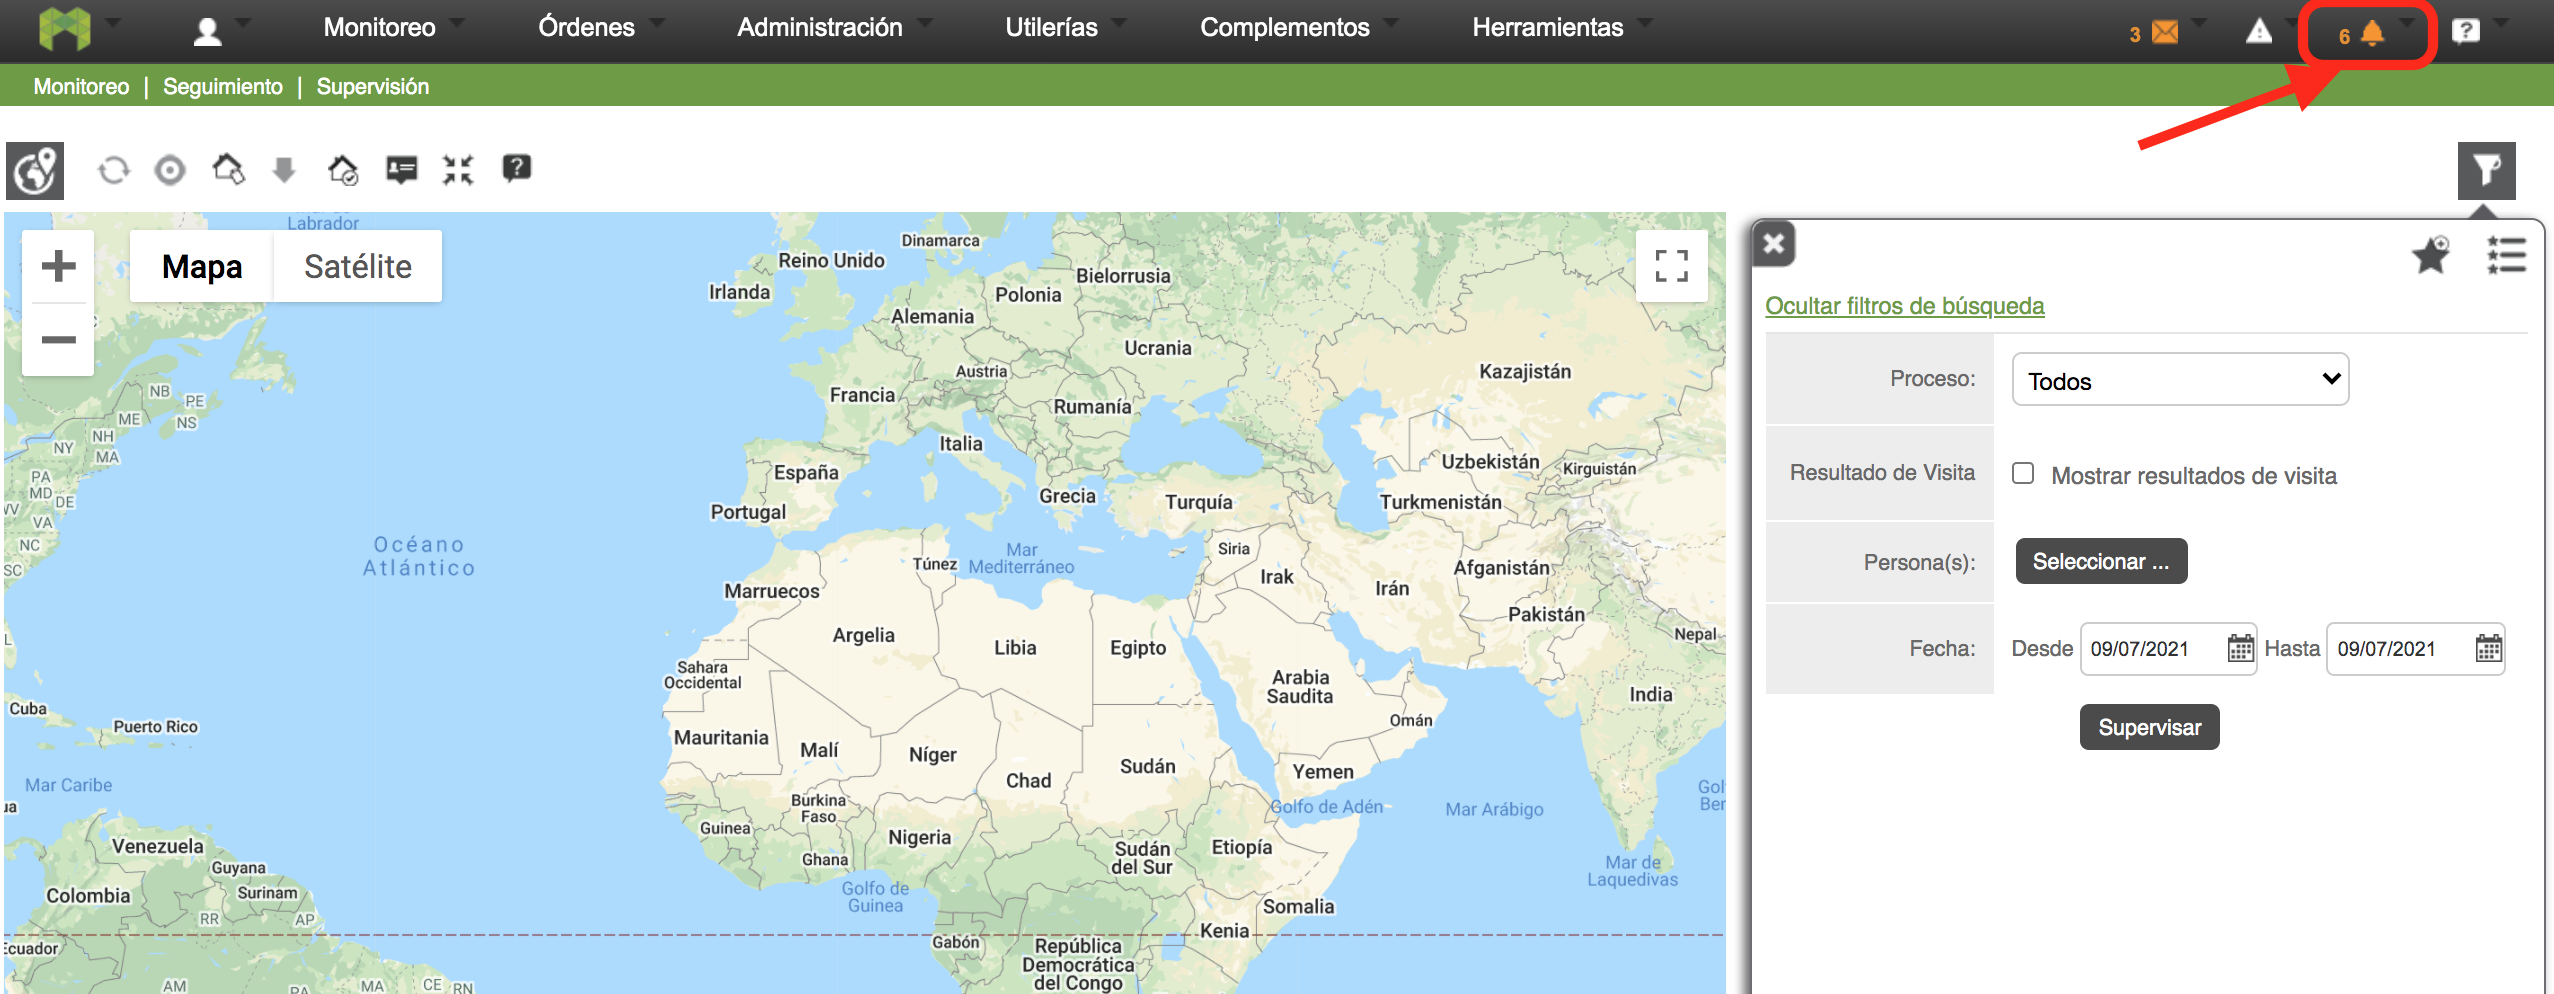 Monitoreo Órdenes Administración Utilerías Complementos Herramientas 3 6
Monitoreo | Seguimiento | Supervisión
Mapa Satélite
Labrador
Dinamarca
Reino Unido
Bielorrusia
Irlanda
Polonia
Alemania
Ucrania
Austria
Kazajistán
Francia
Rumanía
NB
PE
ME
NS
NH
NY
MA
Italia
España
Uzbekistán
Kirguistán
PA
MD
DE
Grecia
Turquía
Turkmenistán
Portugal
VA
NC
SC
Océano
Atlántico
Siria
Mar
Mediterráneo
Túnez
Irak
Irán
Afganistán
Marruecos
Pakistán
Argelia
Libia
Egipto
Nepal
Sahara
Occidental
Arabia
Saudita
India
Cuba
Puerto Rico
Omán
Mauritania
Malí
Níger
Chad
Sudán
Yemen
Mar Caribe
Burkina
Faso
Golfo de Adén
Mar Arábigo
Guinea
Nigeria
Venezuela
Ghana
Sudán
del Sur
Etiopía
Guyana
Mar de
Laquedivas
Colombia
Surinam
Golfo de
Guinea
RR
AP
Somalia
Kenia
Ecuador
Gabón
República
Democrática
del Congo
AM
PA
MA
CE
RN
Ocultar filtros de búsqueda
Proceso: Todos
Resultado de Visita Mostrar resultados de visita
Persona(s): Seleccionar ...
Fecha: Desde 09/07/2021 Hasta 09/07/2021
Supervisar